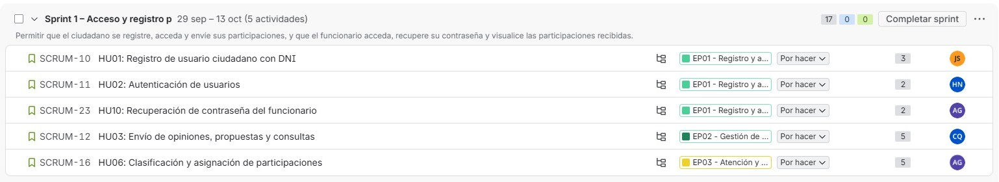 Sprint 1 – Acceso y registro p 29 sep – 13 oct (5 actividades) 17 0 0 Completar sprint
Permitir que el ciudadano se registre, acceda y envíe sus participaciones, y que el funcionario acceda, recupere su contraseña y visualice las participaciones recibidas.
SCRUM-10 HU01: Registro de usuario ciudadano con DNI EP01 - Registro y a... Por hacer 3 JS
SCRUM-11 HU02: Autenticación de usuarios EP01 - Registro y a... Por hacer 2 HN
SCRUM-23 HU10: Recuperación de contraseña del funcionario EP01 - Registro y a... Por hacer 2 AG
SCRUM-12 HU03: Envío de opiniones, propuestas y consultas EP02 - Gestión de ... Por hacer 5 CQ
SCRUM-16 HU06: Clasificación y asignación de participaciones EP03 - Atención y ... Por hacer 5 AG